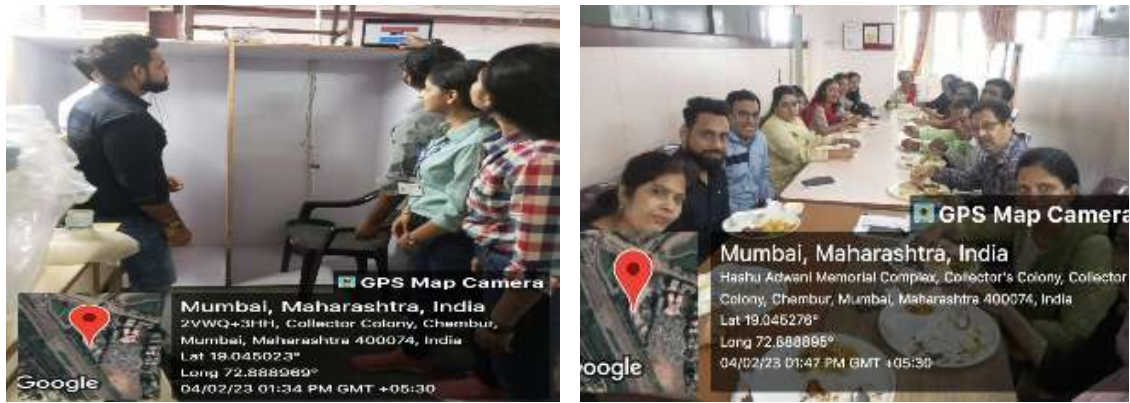 GPS Map Camera
Mumbai, Maharashtra, India
2VWQ+3HH, Collector Colony, Chembur,
Mumbai, Maharashtra 400074, India
Lat 19.045023°
Long 72.888969°
04/02/23 01:34 PM GMT +05:30
Google
GPS Map Camera
Mumbai, Maharashtra, India
Hashu Adwani Memorial Complex, Collector's Colony, Collector
Colony, Chembur, Mumbai, Maharashtra 400074, India
Lat 19.045276°
Long 72.888895°
04/02/23 01:47 PM GMT +05:30
oogle